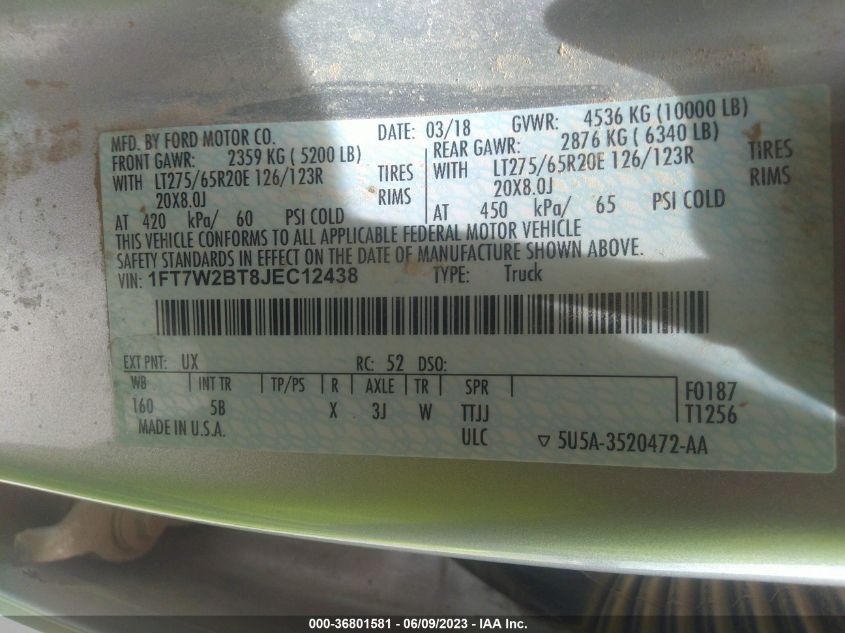 MFD. BY FORD MOTOR CO.
DATE: 03/18 GVWR: 4536 KG (10000 LB)
FRONT GAWR: 2359 KG ( 5200 LB)
WITH LT275/65R20E 126/123R TIRES
20X8.0J RIMS
AT 420 kPa/ 60 PSI COLD
REAR GAWR: 2876 KG ( 6340 LB)
WITH LT275/65R20E 126/123R TIRES
20X8.0J RIMS
AT 450 kPa/ 65 PSI COLD
THIS VEHICLE CONFORMS TO ALL APPLICABLE FEDERAL MOTOR VEHICLE
SAFETY STANDARDS IN EFFECT ON THE DATE OF MANUFACTURE SHOWN ABOVE.
VIN: 1FT7W2BT8JEC12438 TYPE: Truck
EXT PNT: UX RC: 52 DSO:
WB INT TR TP/PS R AXLE TR SPR
160 5B X 3J W TTJJ
F0187
T1256
MADE IN U.S.A. ULC ▽ 5U5A-3520472-AA
000-36801581 - 06/09/2023 - IAA Inc.